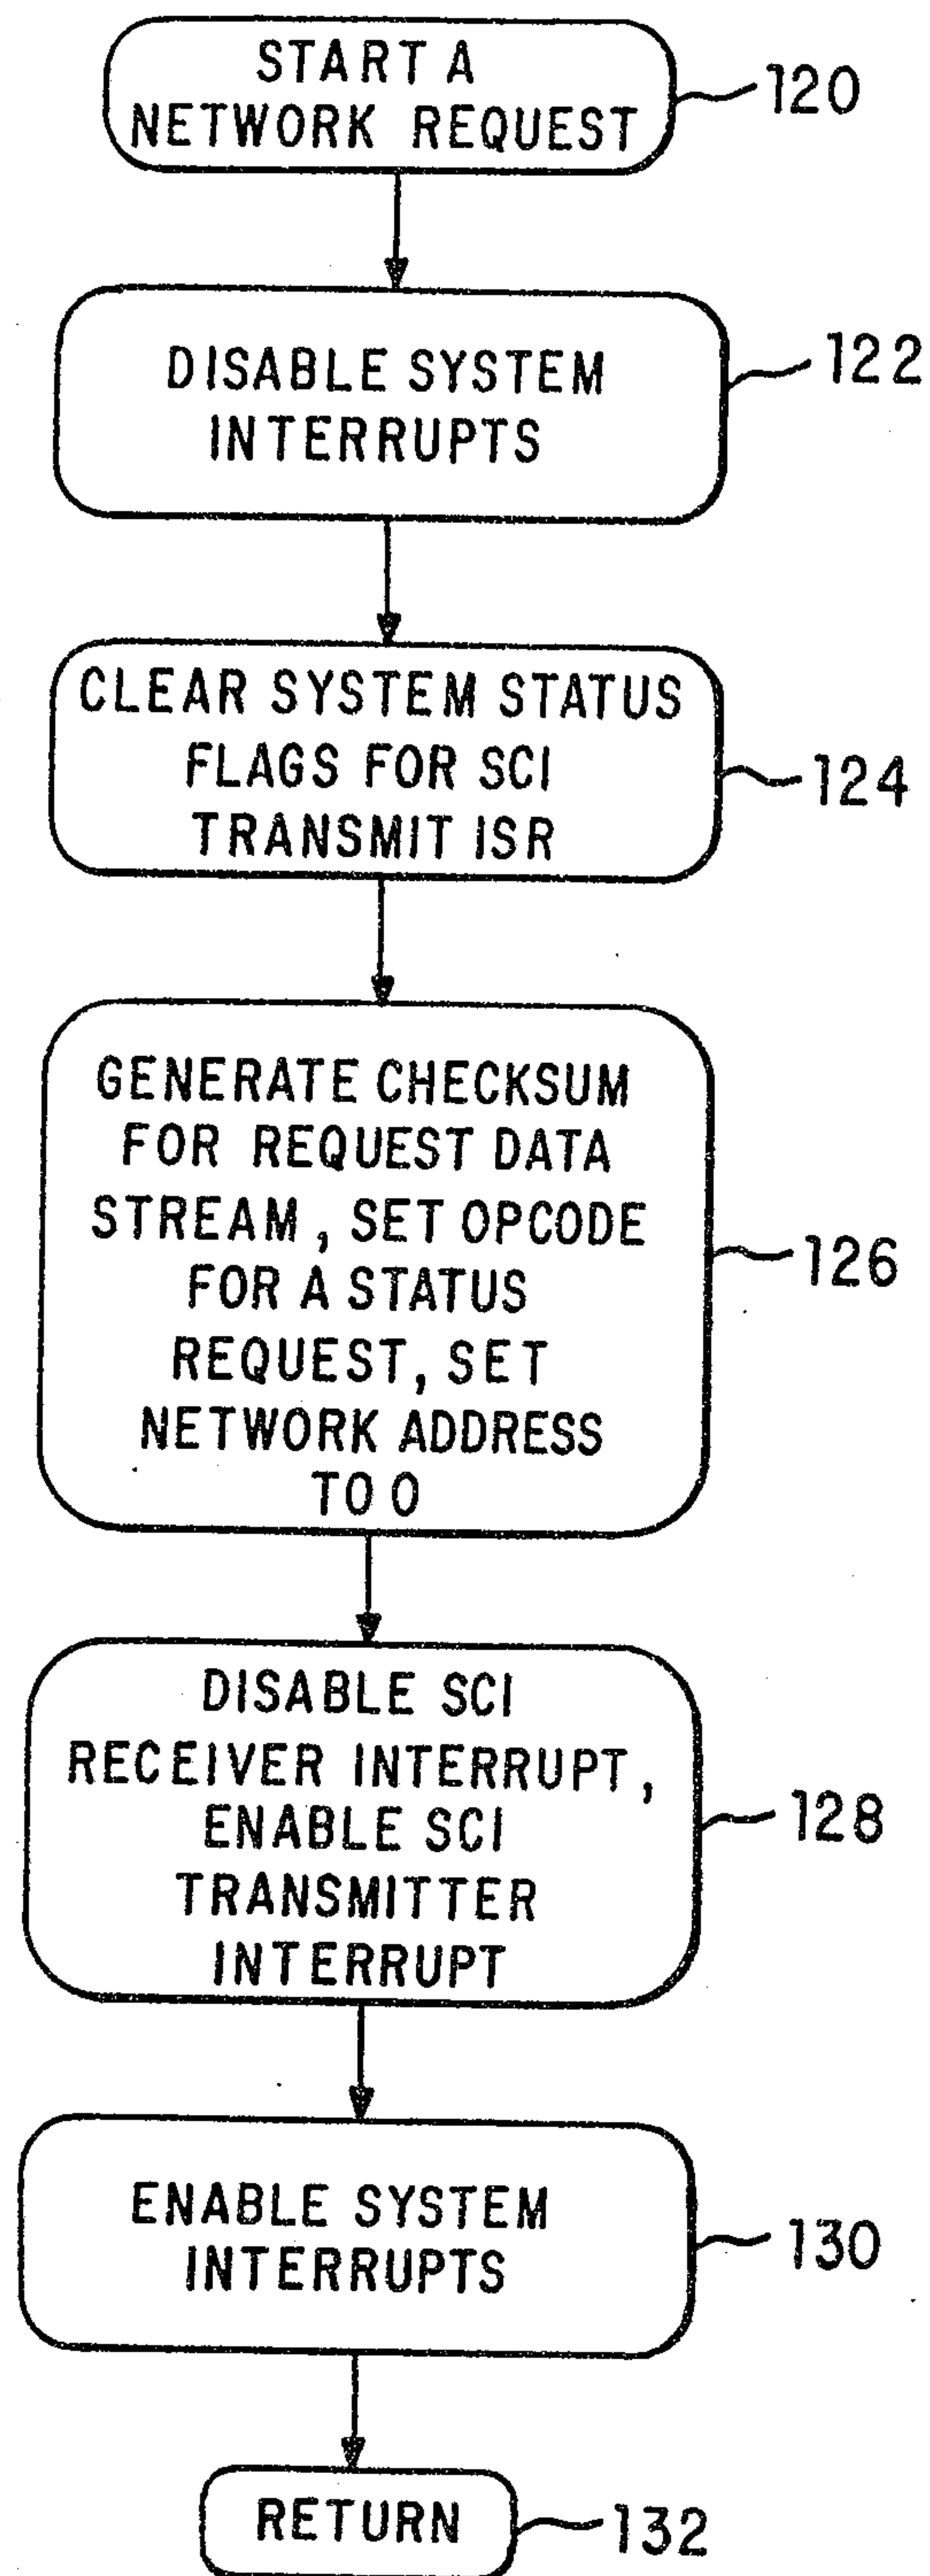 START A
NETWORK REQUEST
120
DISABLE SYSTEM
INTERRUPTS
122
CLEAR SYSTEM STATUS
FLAGS FOR SCI
TRANSMIT ISR
124
GENERATE CHECKSUM
FOR REQUEST DATA
STREAM, SET OPCODE
FOR A STATUS
REQUEST, SET
NETWORK ADDRESS
TO 0
126
DISABLE SCI
RECEIVER INTERRUPT,
ENABLE SCI
TRANSMITTER
INTERRUPT
128
ENABLE SYSTEM
INTERRUPTS
130
RETURN
132